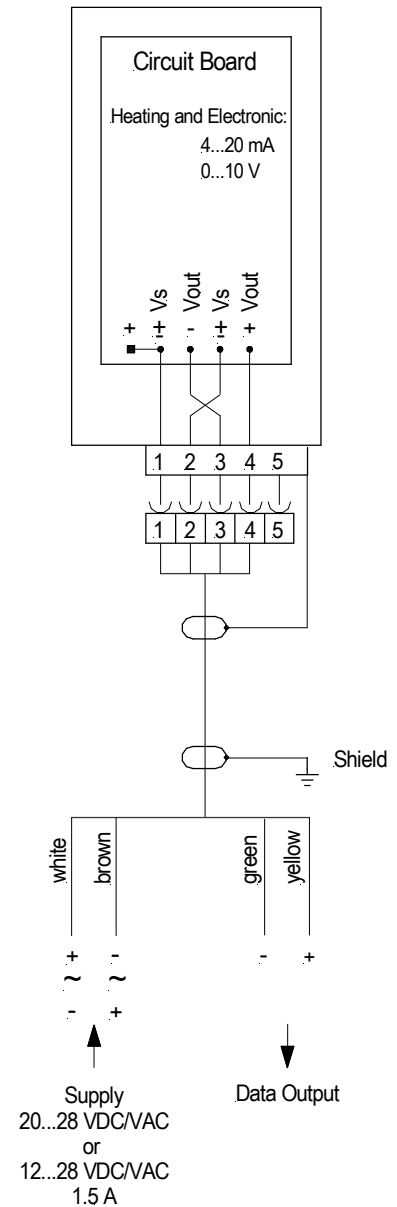 Circuit Board
Heating and Electronic:
4...20 mA
0...10 V
Vs Vout Vs Vout
+ ± - ± +
1 2 3 4 5
1 2 3 4 5
Shield
white brown green yellow
+ - - +
~ ~
- +
Supply
20...28 VDC/VAC
or
12...28 VDC/VAC
1.5 A
Data Output